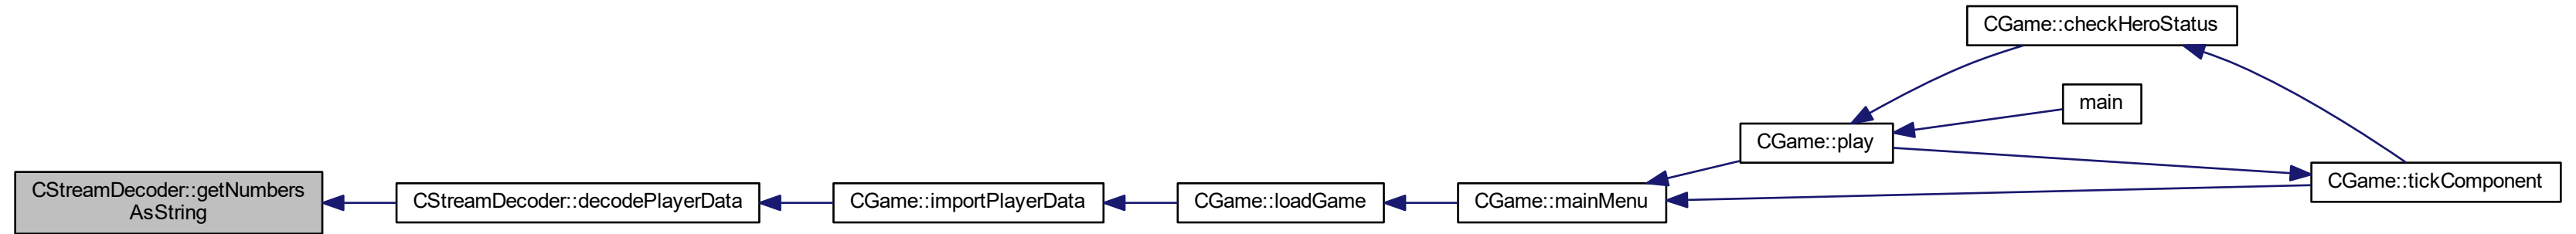 CStreamDecoder::getNumbers
AsString
CStreamDecoder::decodePlayerData
CGame::importPlayerData
CGame::loadGame
CGame::mainMenu
CGame::play
CGame::checkHeroStatus
main
CGame::tickComponent